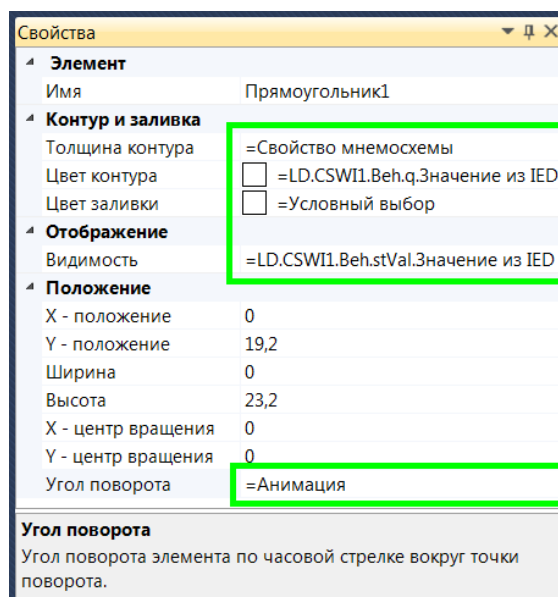 Свойства
Элемент
Имя Прямоугольник1
Контур и заливка
Толщина контура =Свойство мнемосхемы
Цвет контура =LD.CSWI1.Beh.q.Значение из IED
Цвет заливки =Условный выбор
Отображение
Видимость =LD.CSWI1.Beh.stVal.Значение из IED
Положение
X - положение 0
Y - положение 19,2
Ширина 0
Высота 23,2
X - центр вращения 0
Y - центр вращения 0
Угол поворота =Анимация
Угол поворота
Угол поворота элемента по часовой стрелке вокруг точки
поворота.